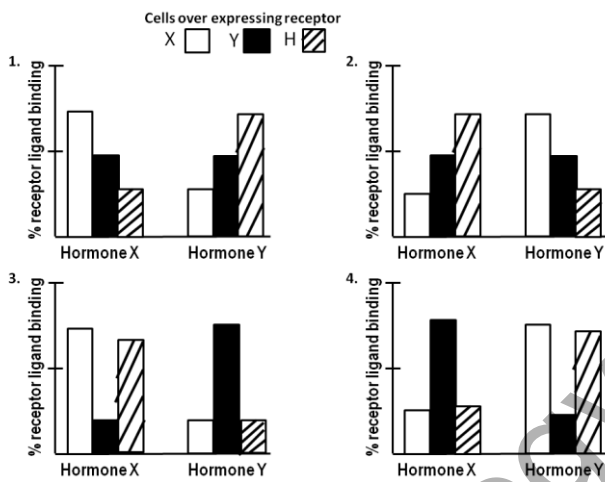 Cells over expressing receptor
X Y H
1.
% receptor ligand binding
Hormone X Hormone Y
2.
% receptor ligand binding
Hormone X Hormone Y
3.
% receptor ligand binding
Hormone X Hormone Y
4.
% receptor ligand binding
Hormone X Hormone Y